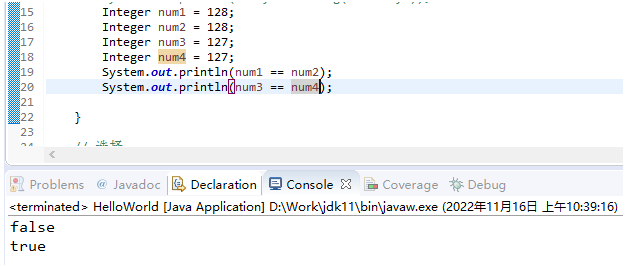 15 Integer num1 = 128;
16 Integer num2 = 128;
17 Integer num3 = 127;
18 Integer num4 = 127;
19 System.out.println(num1 == num2);
20 System.out.println(num3 == num4);
21
22 }
23
// 选择
Problems @ Javadoc Declaration Console Coverage Debug
<terminated> HelloWorld [Java Application] D:\Work\jdk11\bin\javaw.exe (2022年11月16日 上午10:39:16)
false
true